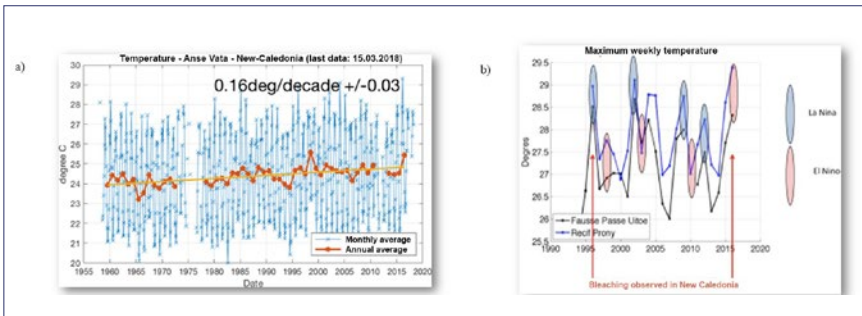 a)
Temperature - Anse Vata - New-Caledonia (last data: 15.03.2018)
0.16deg/decade +/-0.03
degree C
30
29
28
27
26
25
24
23
22
21
20
1955 1960 1965 1970 1975 1980 1985 1990 1995 2000 2005 2010 2015 2020
Date
Monthly average
Annual average
b)
Maximum weekly temperature
Degres
29.5
29
28.5
28
27.5
27
26.5
26
25.5
1990 1995 2000 2005 2010 2015 2020
Fausse Passe Uitoe
Recif Prony
La Nina
El Nino
Bleaching observed in New Caledonia